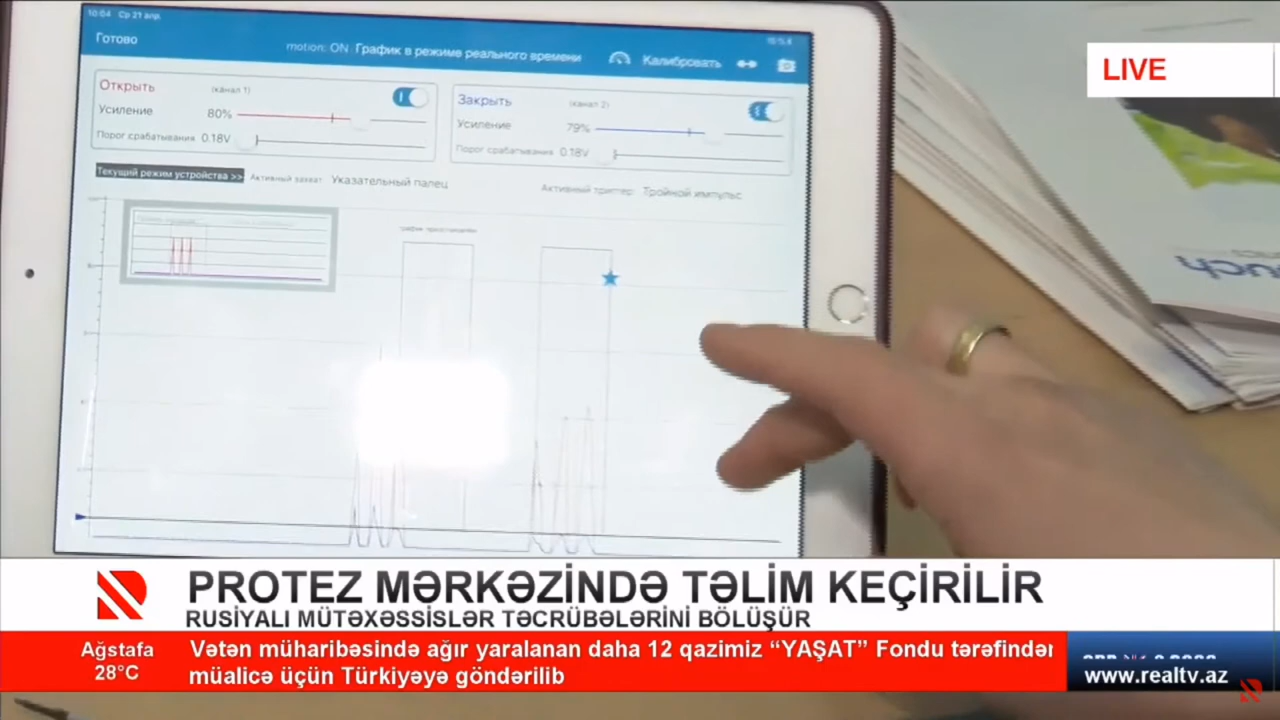 10:04 Ср 21 апр.
Готово
motion: ON График в режиме реального времени
Калибровать
LIVE
Открыть (канал 1)
Усиление 80%
Порог срабатывания 0.18V
Закрыть (канал 2)
Усиление 79%
Порог срабатывания 0.18V
Текущий режим устройства >> Активный захват: Указательный палец
Активный триггер: Тройной импульс
график приостановлен
PROTEZ MƏRKƏZİNDƏ TƏLİM KEÇİRİLİR
RUSİYALI MÜTƏXƏSSİSLƏR TƏCRÜBƏLƏRİNİ BÖLÜŞÜR
Ağstafa
28°C
Vətən müharibəsində ağır yaralanan daha 12 qazimiz “YAŞAT” Fondu tərəfindən
müalicə üçün Türkiyəyə göndərilib
www.realtv.az